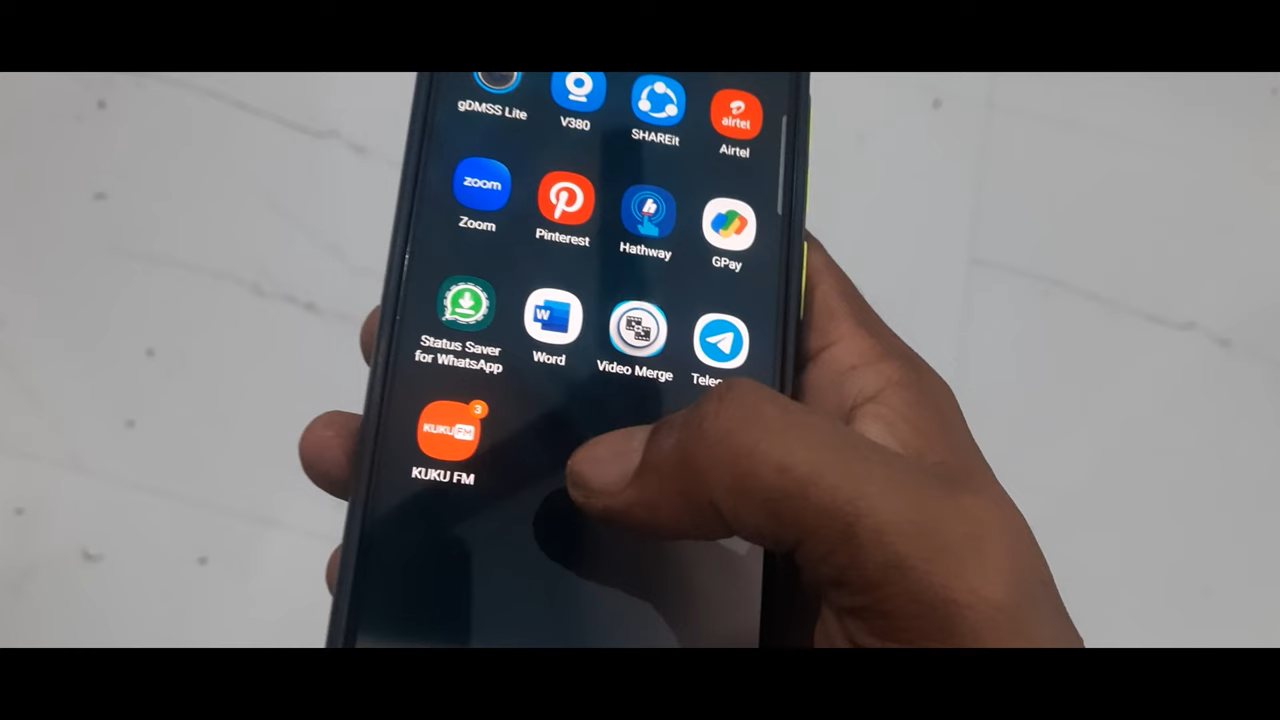 gDMSS Lite
V380
SHAREit
airtel
Airtel
zoom
Zoom
Pinterest
Hathway
GPay
Status Saver
for WhatsApp
W
Word
Video Merge
Teleg
3
KUKU FM
KUKU FM